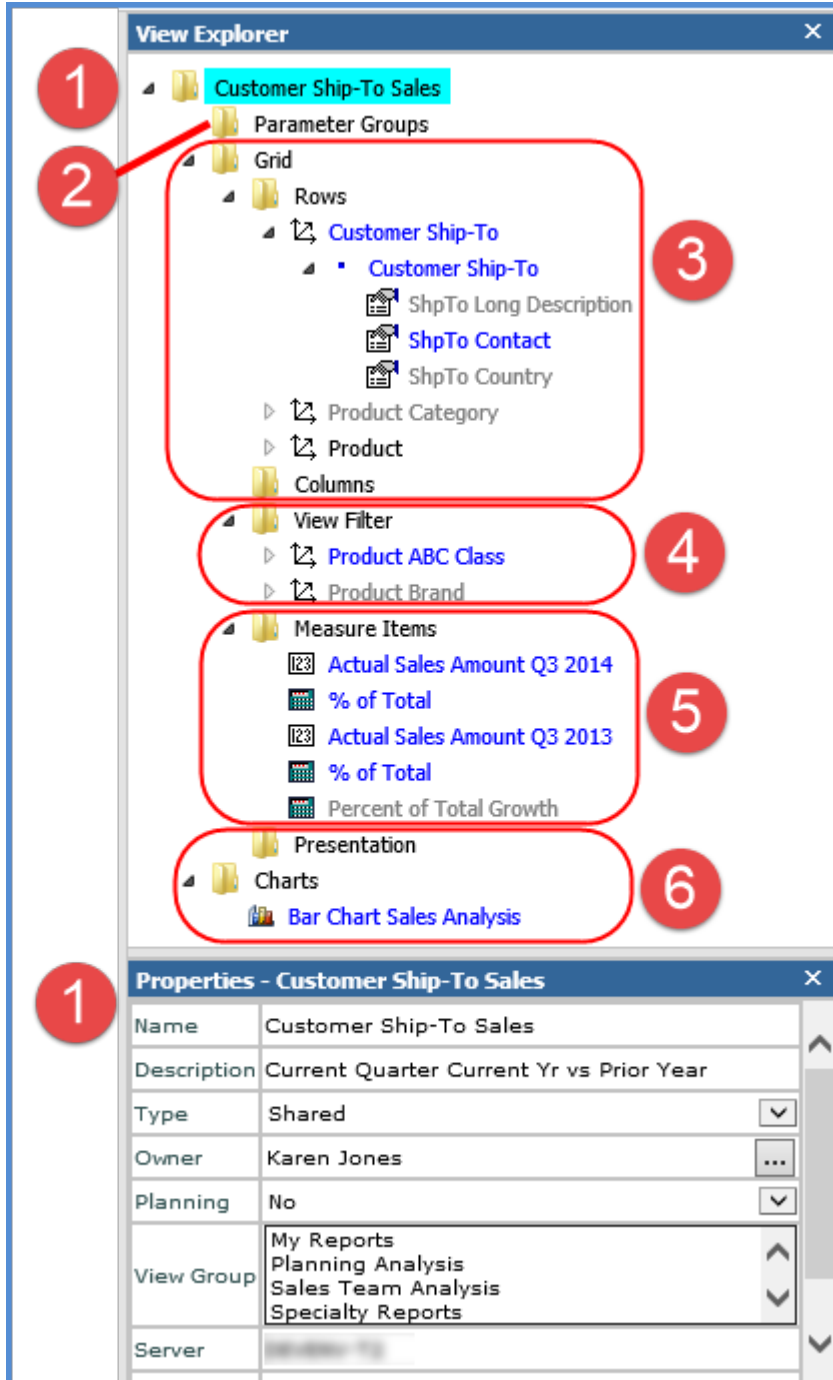 View Explorer
1
Customer Ship-To Sales
Parameter Groups
2
Grid
Rows
Customer Ship-To
3
Customer Ship-To
ShpTo Long Description
ShpTo Contact
ShpTo Country
Product Category
Product
Columns
View Filter
4
Product ABC Class
Product Brand
Measure Items
123 Actual Sales Amount Q3 2014
% of Total
5
123 Actual Sales Amount Q3 2013
% of Total
Percent of Total Growth
Presentation
Charts
6
Bar Chart Sales Analysis
1
Properties - Customer Ship-To Sales
Name Customer Ship-To Sales
Description Current Quarter Current Yr vs Prior Year
Type Shared
Owner Karen Jones ...
Planning No
View Group
My Reports
Planning Analysis
Sales Team Analysis
Specialty Reports
Server